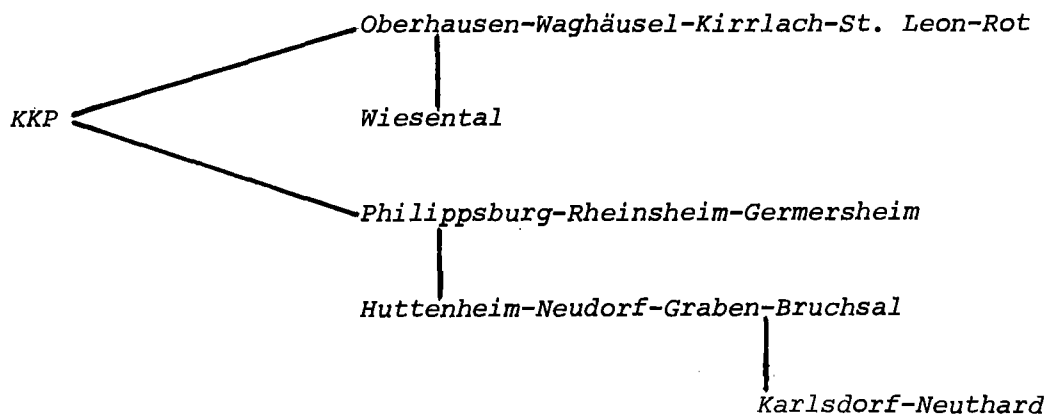 Oberhausen-Waghäusel-Kirrlach-St. Leon-Rot
KKP
Wiesental
Philippsburg-Rheinsheim-Germersheim
Huttenheim-Neudorf-Graben-Bruchsal
Karlsdorf-Neuthard